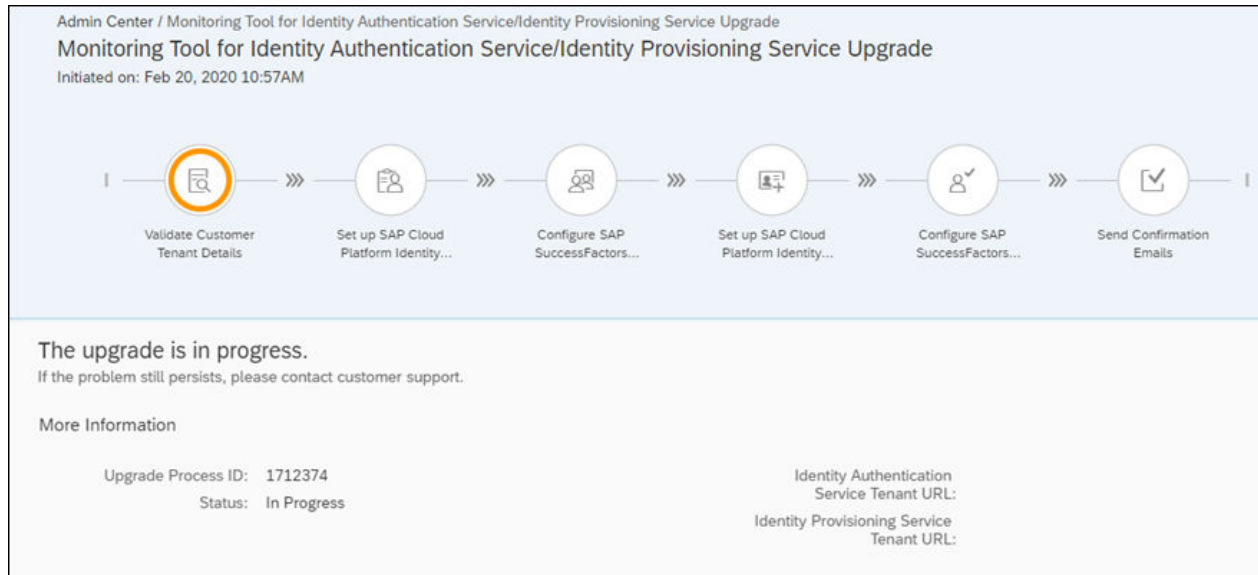 Admin Center / Monitoring Tool for Identity Authentication Service/Identity Provisioning Service Upgrade
Monitoring Tool for Identity Authentication Service/Identity Provisioning Service Upgrade
Initiated on: Feb 20, 2020 10:57AM
Validate Customer
Tenant Details
Set up SAP Cloud
Platform Identity...
Configure SAP
SuccessFactors...
Set up SAP Cloud
Platform Identity...
Configure SAP
SuccessFactors...
Send Confirmation
Emails
The upgrade is in progress.
If the problem still persists, please contact customer support.
More Information
Upgrade Process ID: 1712374
Status: In Progress
Identity Authentication
Service Tenant URL:
Identity Provisioning Service
Tenant URL: